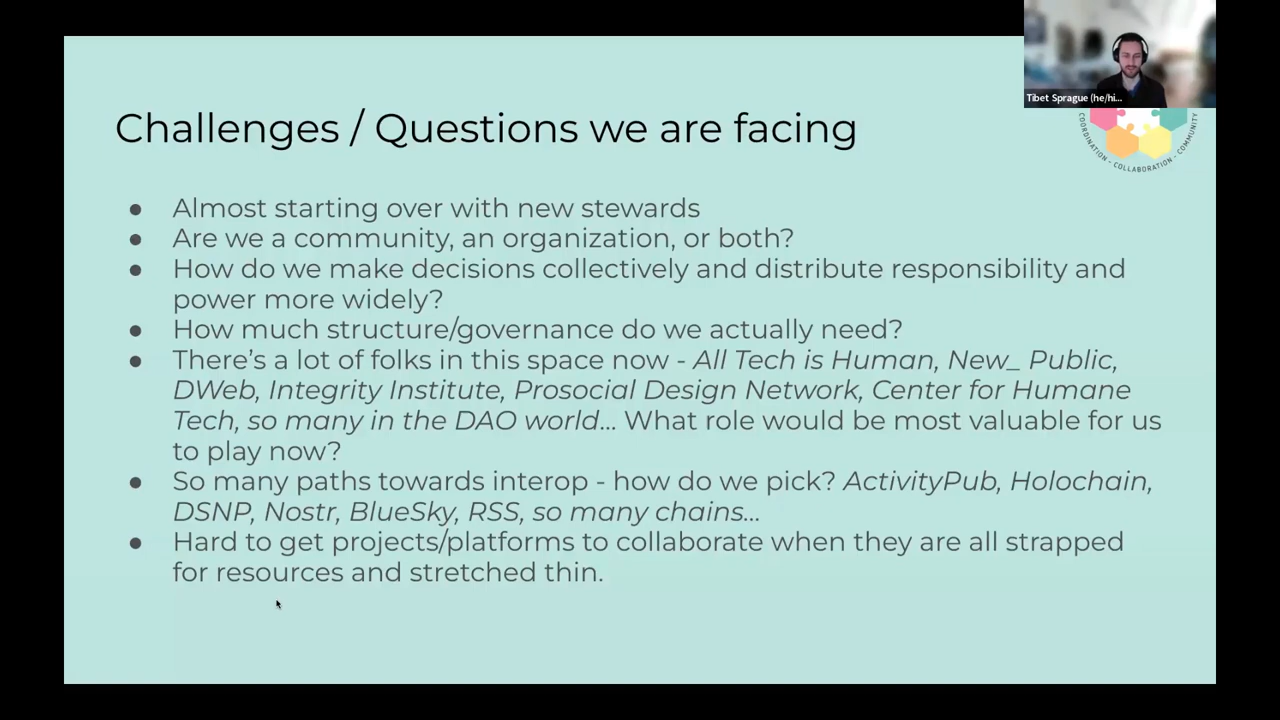 Tibet Sprague (he/hi...
Challenges / Questions we are facing
COORDINATION - COLLABORATION - COMMUNITY
● Almost starting over with new stewards
● Are we a community, an organization, or both?
● How do we make decisions collectively and distribute responsibility and
power more widely?
● How much structure/governance do we actually need?
● There’s a lot of folks in this space now - All Tech is Human, New_ Public,
DWeb, Integrity Institute, Prosocial Design Network, Center for Humane
Tech, so many in the DAO world... What role would be most valuable for us
to play now?
● So many paths towards interop - how do we pick? ActivityPub, Holochain,
DSNP, Nostr, BlueSky, RSS, so many chains...
● Hard to get projects/platforms to collaborate when they are all strapped
for resources and stretched thin.